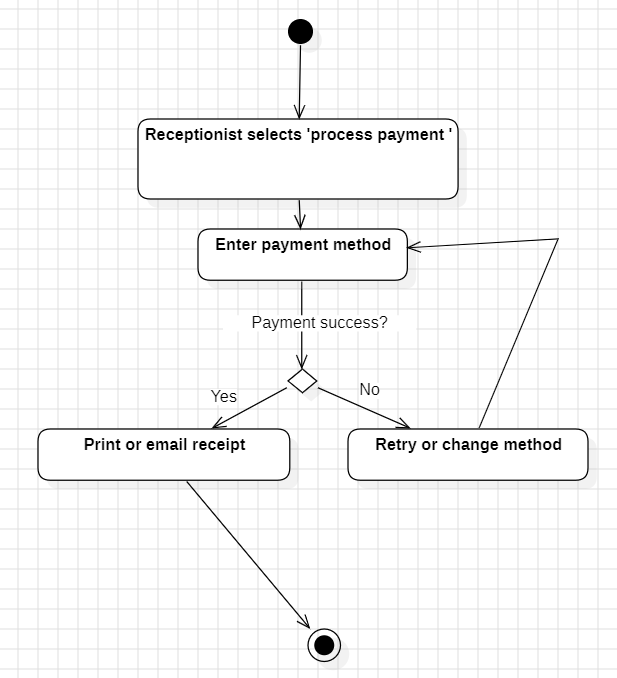 Receptionist selects 'process payment '
Enter payment method
Payment success?
Yes
No
Print or email receipt
Retry or change method